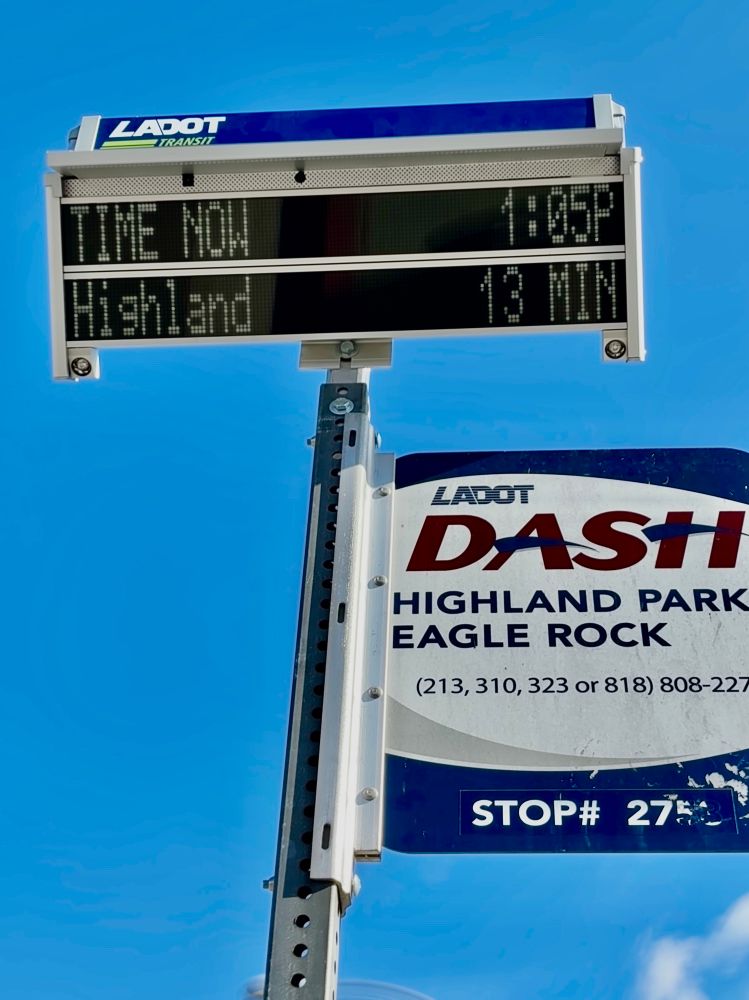 LADOT
TRANSIT
TIME NOW 1:05P
Highland 13 MIN
LADOT
DASH
HIGHLAND PARK
EAGLE ROCK
(213, 310, 323 or 818) 808-227
STOP#